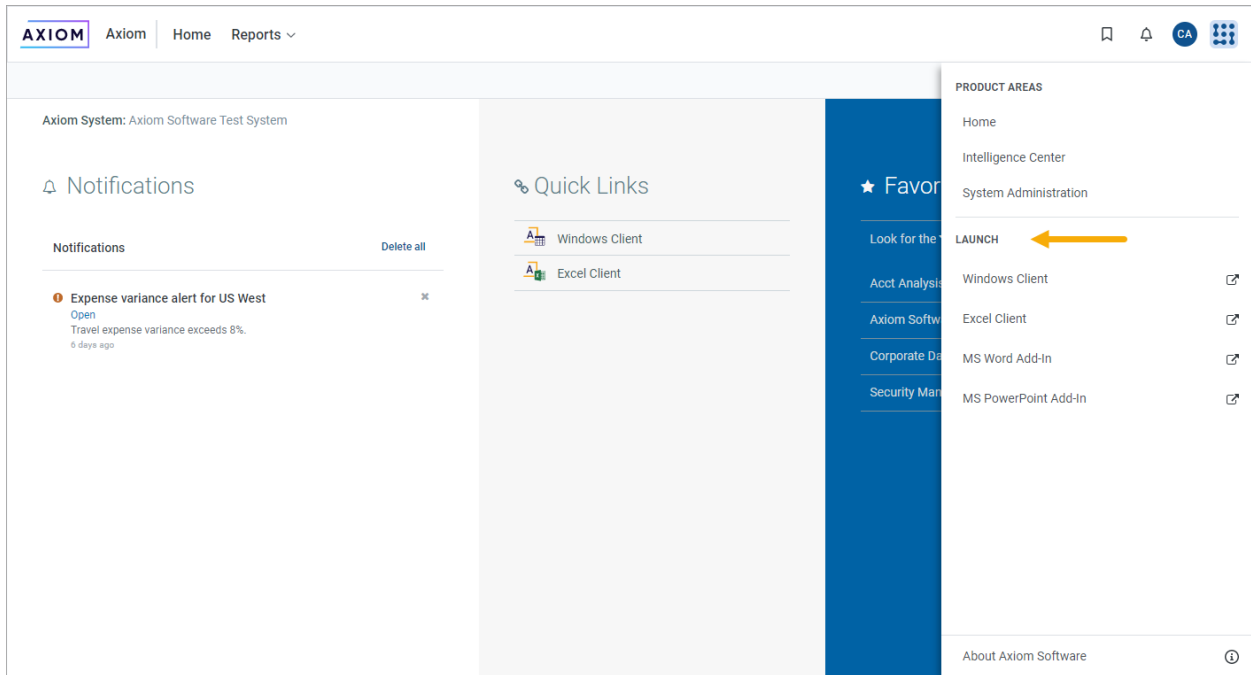 AXIOM Axiom Home Reports
CA
Axiom System: Axiom Software Test System
Notifications
Notifications Delete all
Expense variance alert for US West
Open
Travel expense variance exceeds 8%.
6 days ago
Quick Links
Windows Client
Excel Client
Favor
Look for the
Acct Analysis
Axiom Softw
Corporate Da
Security Man
PRODUCT AREAS
Home
Intelligence Center
System Administration
LAUNCH
Windows Client
Excel Client
MS Word Add-In
MS PowerPoint Add-In
About Axiom Software